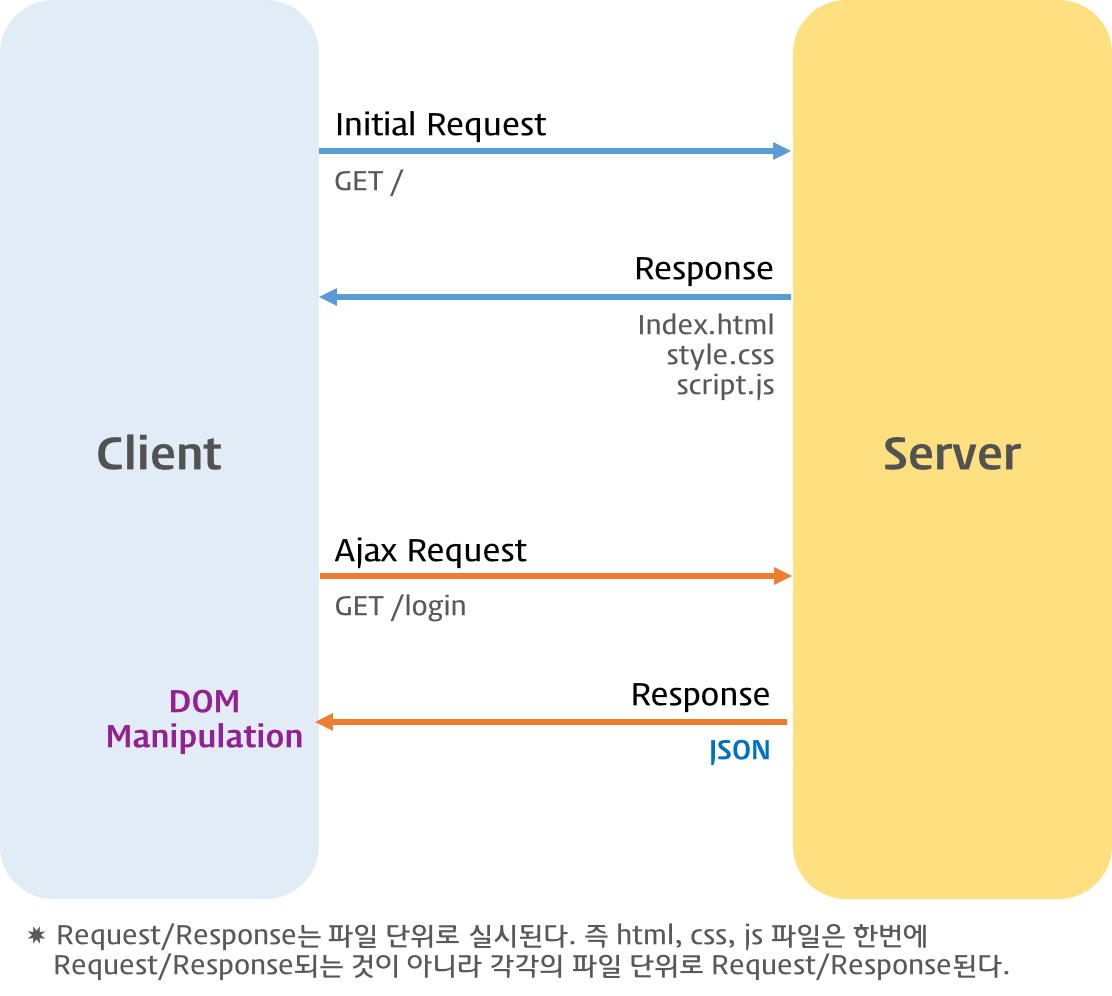 Initial Request
GET /
Response
Index.html
style.css
script.js
Client
Server
Ajax Request
GET /login
DOM
Manipulation
Response
JSON
✷ Request/Response는 파일 단위로 실시된다. 즉 html, css, js 파일은 한번에
Request/Response되는 것이 아니라 각각의 파일 단위로 Request/Response된다.